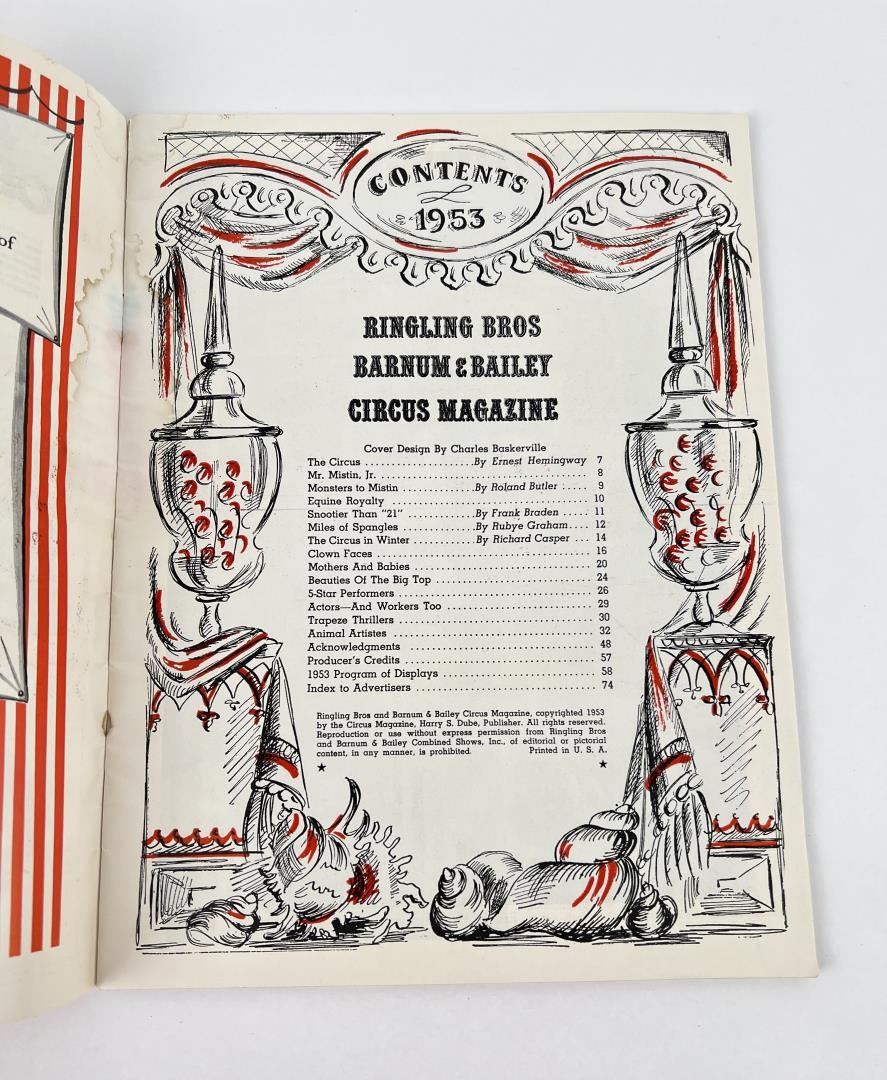 of
CONTENTS
1953
RINGLING BROS
BARNUM & BAILEY
CIRCUS MAGAZINE
Cover Design By Charles Baskerville
The Circus ....................... By Ernest Hemingway 7
Mr. Mistin, Jr. ........................................... 8
Monsters to Mistin ............... By Roland Butler ..... 9
Equine Royalty .......................................... 10
Snootier Than "21" ............... By Frank Braden ..... 11
Miles of Spangles ................ By Rubye Graham .... 12
The Circus in Winter ............. By Richard Casper ... 14
Clown Faces ............................................. 16
Mothers And Babies ...................................... 20
Beauties Of The Big Top ................................. 24
5-Star Performers ....................................... 26
Actors—And Workers Too .................................. 29
Trapeze Thrillers ....................................... 30
Animal Artistes ......................................... 32
Acknowledgments ......................................... 48
Producer's Credits ...................................... 57
1953 Program of Displays ................................ 58
Index to Advertisers .................................... 74
Ringling Bros and Barnum & Bailey Circus Magazine, copyrighted 1953
by the Circus Magazine, Harry S. Dube, Publisher. All rights reserved.
Reproduction or use without express permission from Ringling Bros
and Barnum & Bailey Combined Shows, Inc., of editorial or pictorial
content, in any manner, is prohibited. Printed in U. S. A.